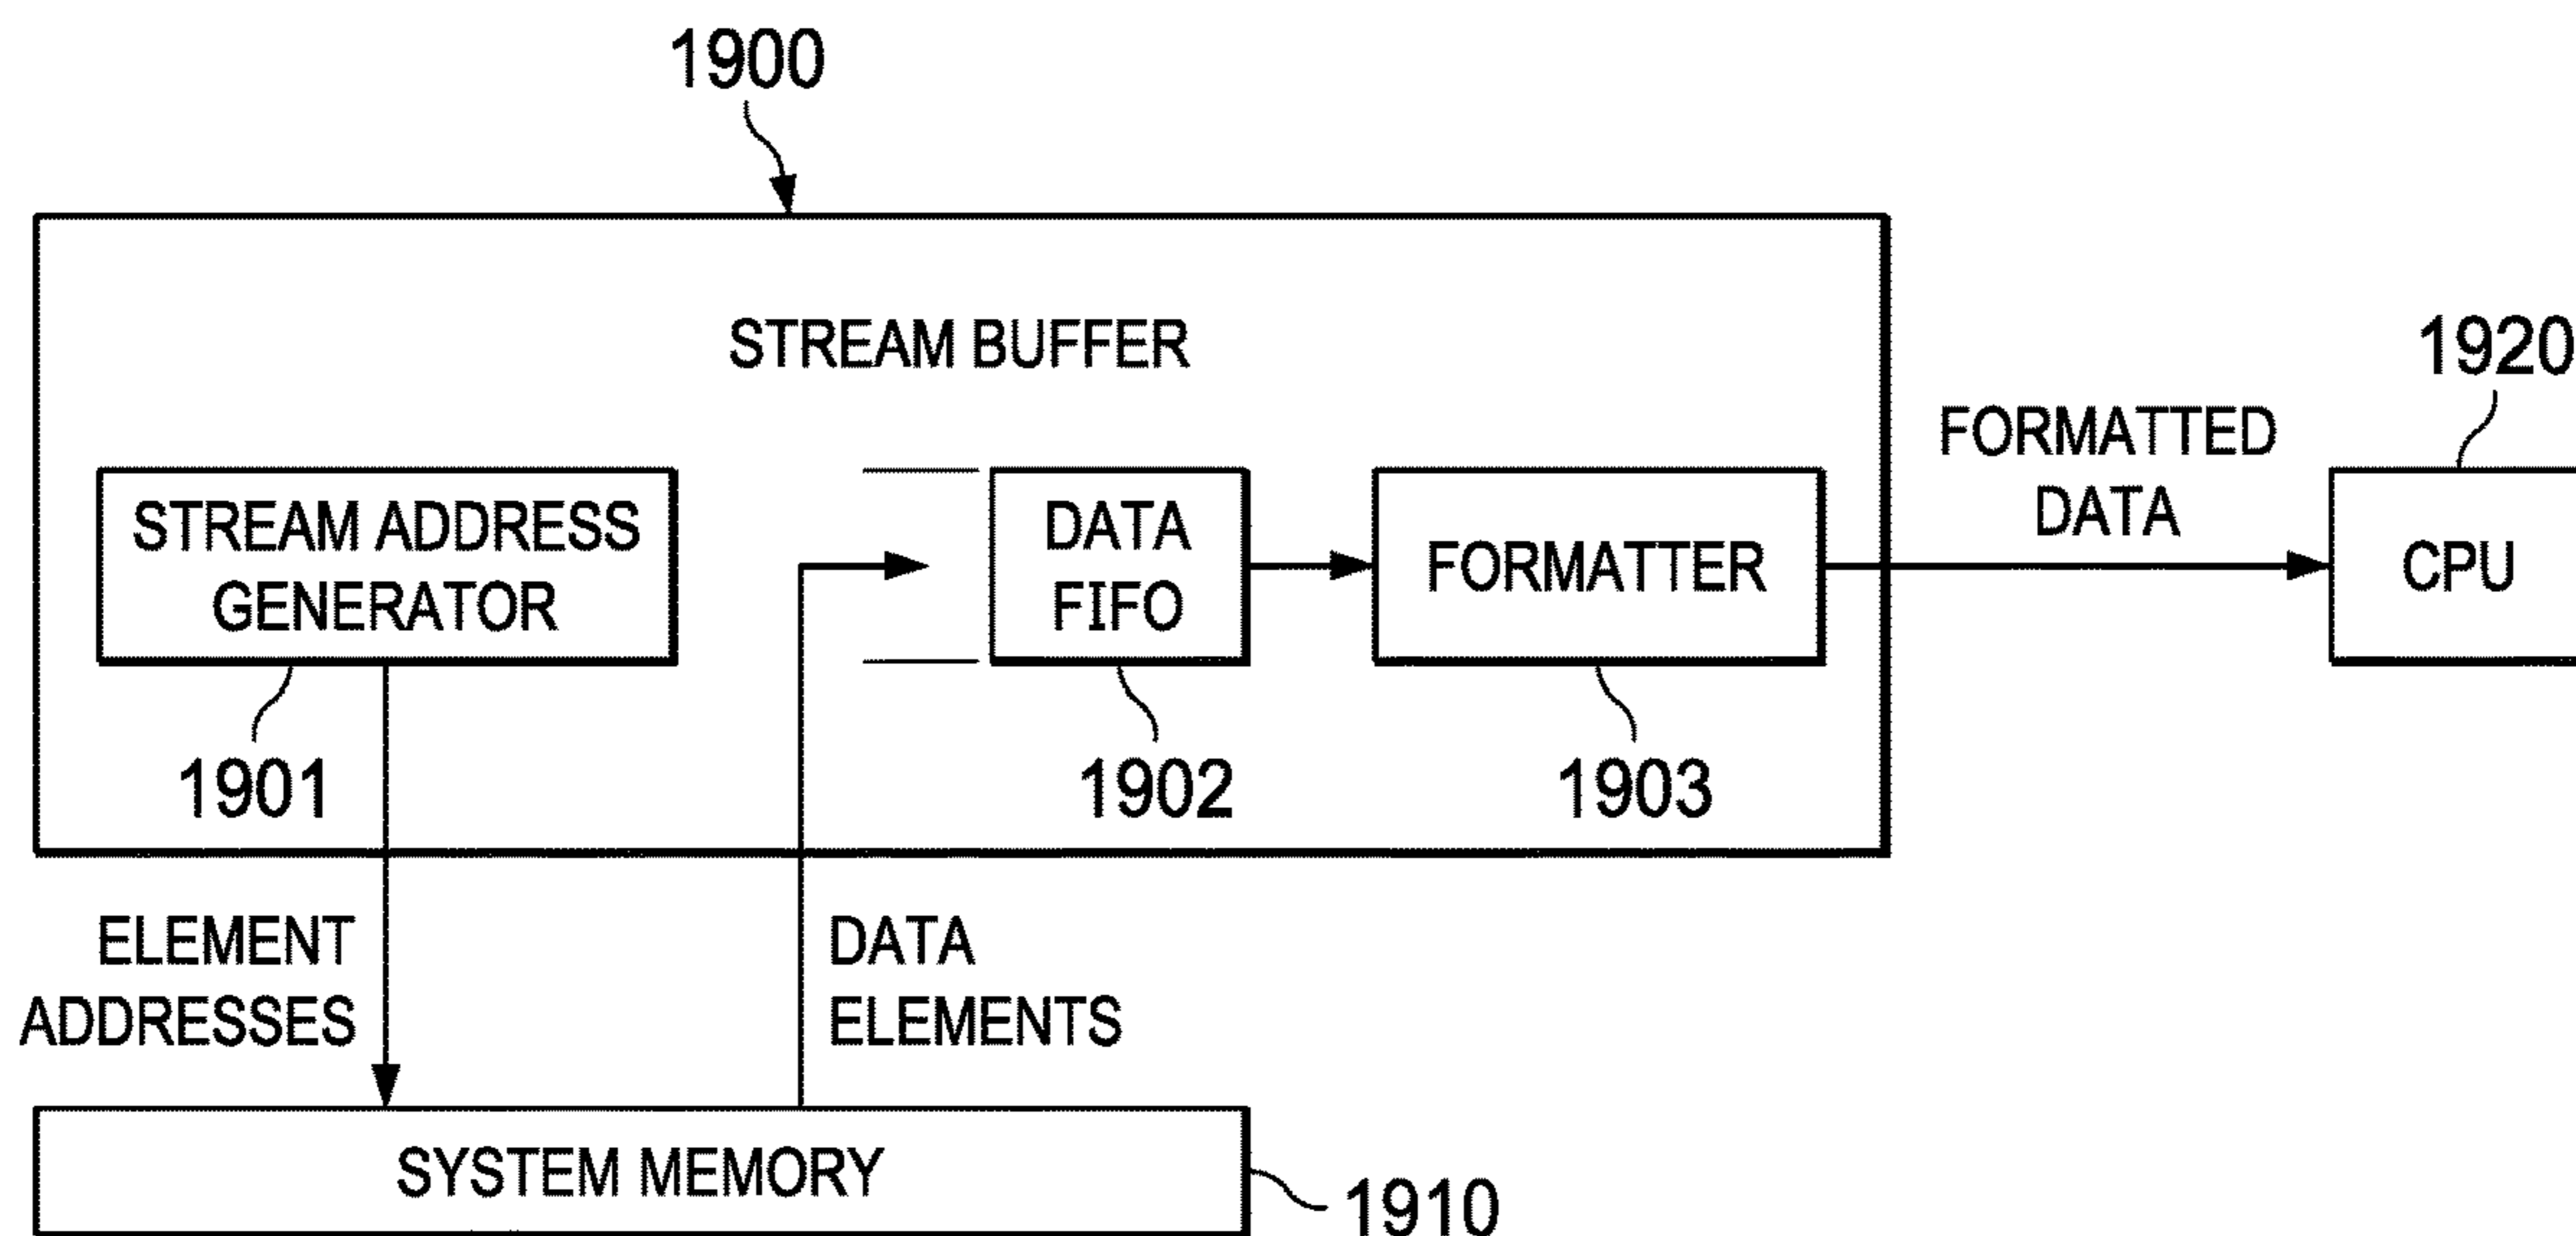 1900
STREAM BUFFER
1920
FORMATTED
DATA
STREAM ADDRESS
GENERATOR
DATA
FIFO
FORMATTER
CPU
1901
1902
1903
ELEMENT
ADDRESSES
DATA
ELEMENTS
SYSTEM MEMORY
1910